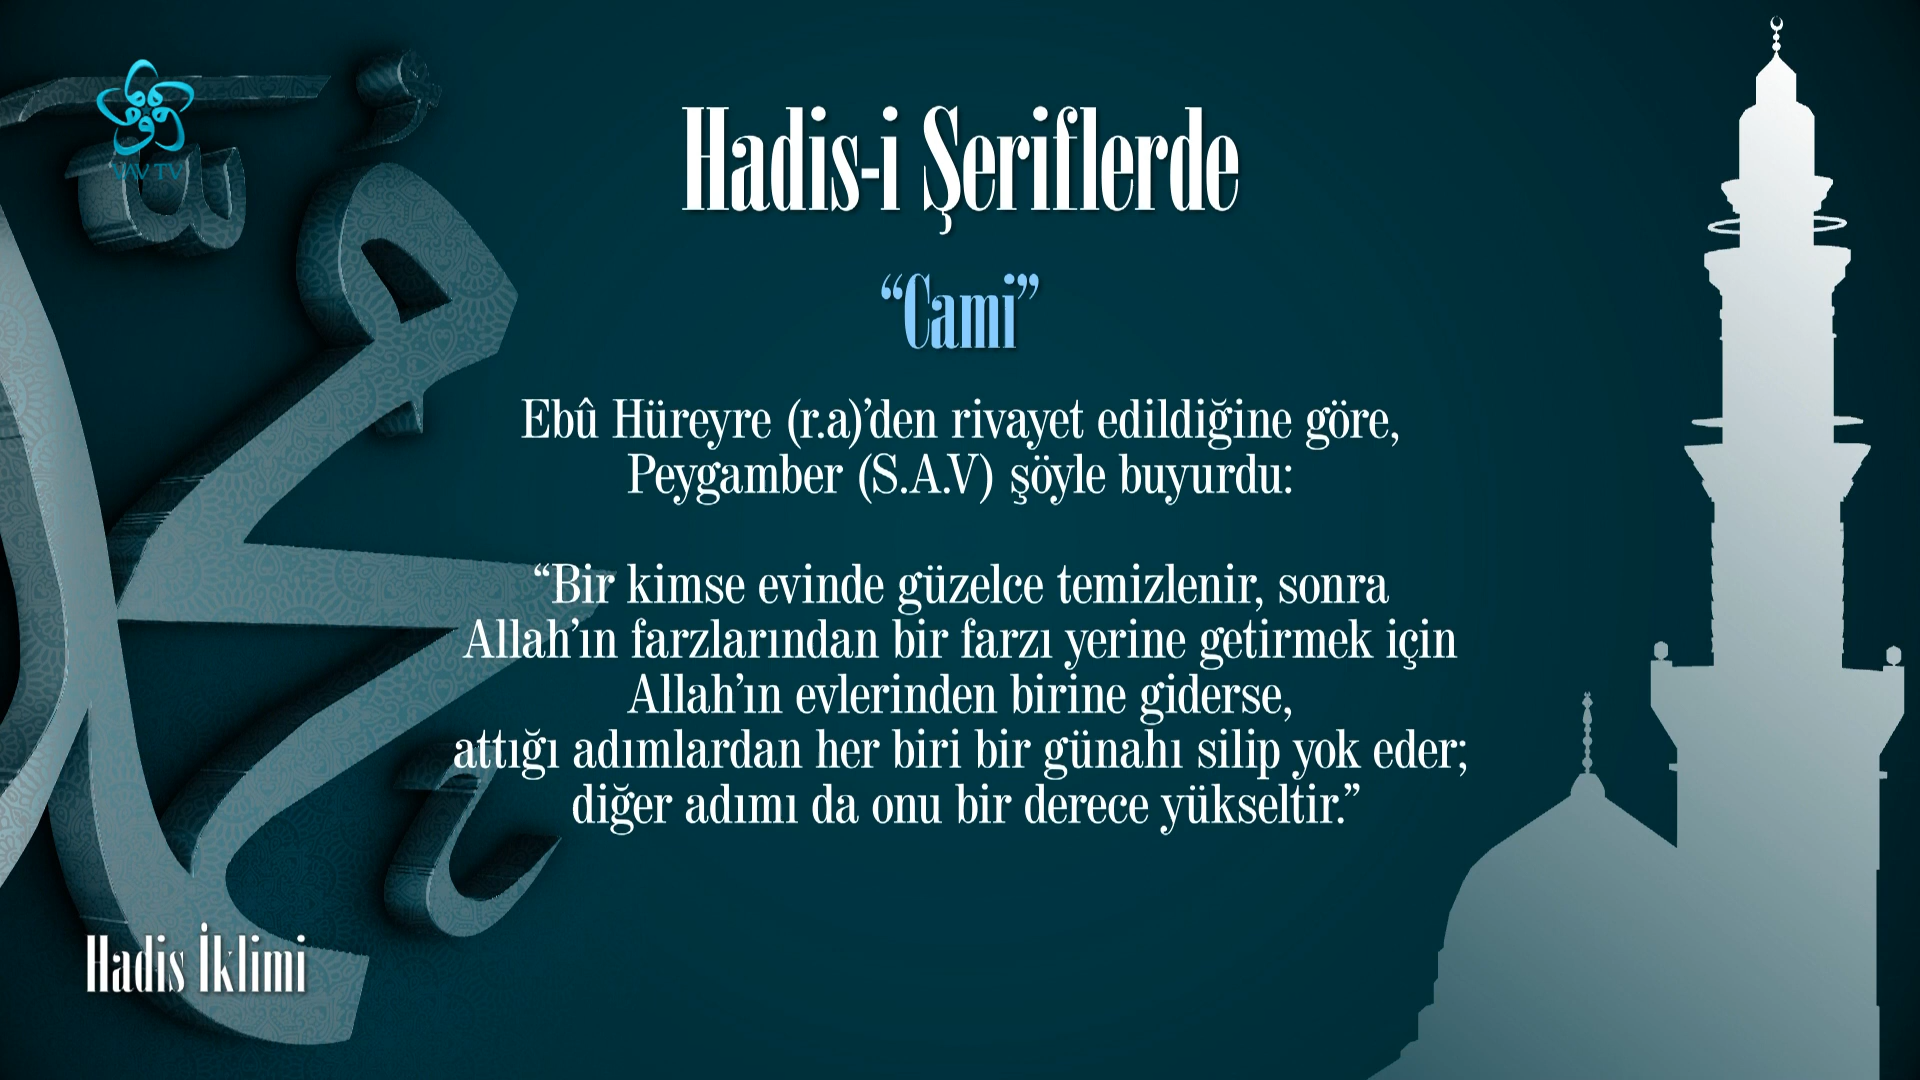 VAV TV
Hadis-i Şeriflerde
“Cami”
Ebû Hüreyre (r.a)’den rivayet edildiğine göre,
Peygamber (S.A.V) şöyle buyurdu:
“Bir kimse evinde güzelce temizlenir, sonra
Allah’ın farzlarından bir farzı yerine getirmek için
Allah’ın evlerinden birine giderse,
attığı adımlardan her biri bir günahı silip yok eder;
diğer adımı da onu bir derece yükseltir.”
Hadis İklimi